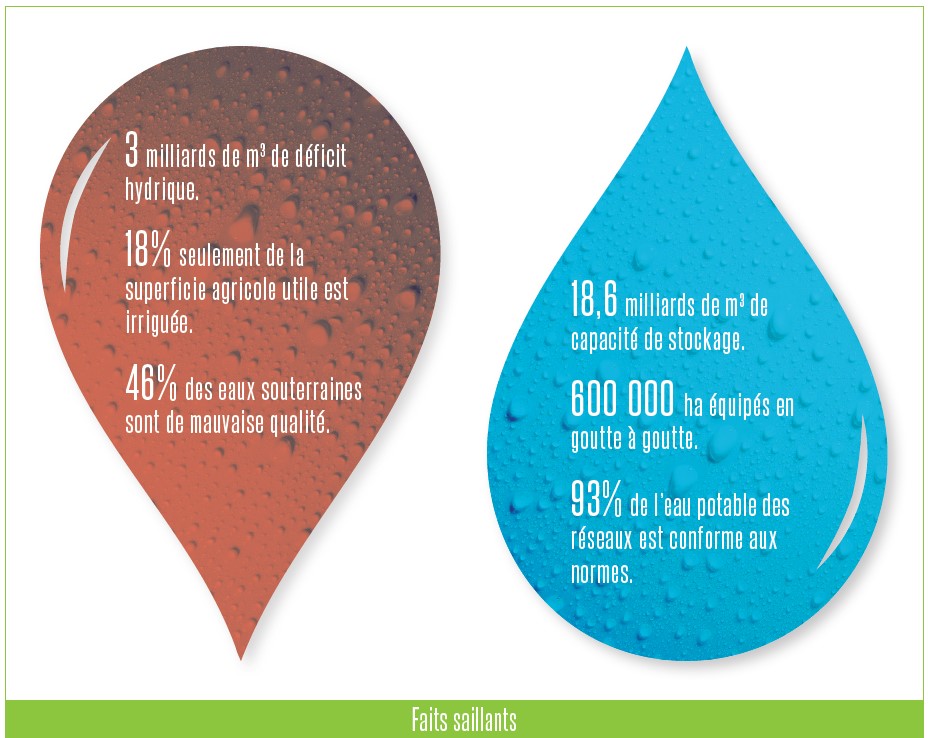 3 milliards de m³ de déficit
hydrique.
18% seulement de la
superficie agricole utile est
irriguée.
46% des eaux souterraines
sont de mauvaise qualité.
18,6 milliards de m³ de
capacité de stockage.
600 000 ha équipés en
goutte à goutte.
93% de l'eau potable des
réseaux est conforme aux
normes.
Faits saillants